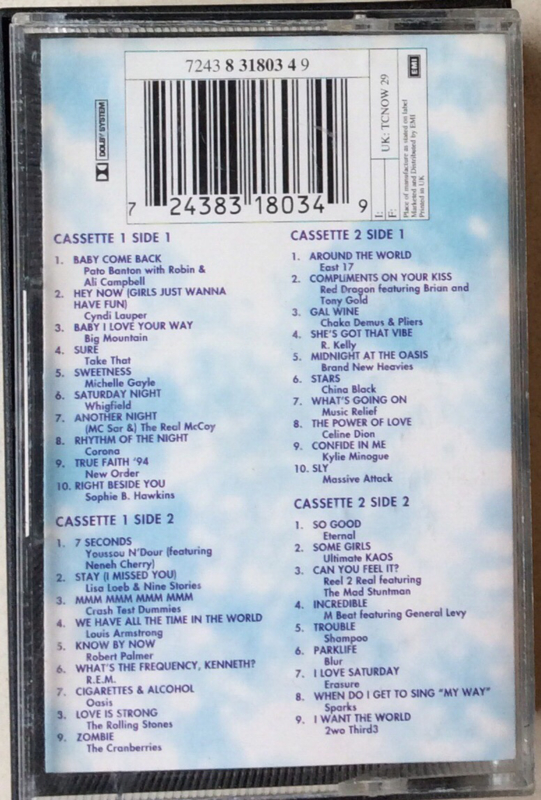 7243 8 31803 4 9
DOLBY SYSTEM
7 24383 18034 9
I:
F:
UK: TCNOW 29
EMI
Place of manufacture as stated on label
Marketed and Distributed by EMI
Printed in UK
CASSETTE 1 SIDE 1
1. BABY COME BACK
Pato Banton with Robin &
Ali Campbell
2. HEY NOW (GIRLS JUST WANNA
HAVE FUN)
Cyndi Lauper
3. BABY I LOVE YOUR WAY
Big Mountain
4. SURE
Take That
5. SWEETNESS
Michelle Gayle
6. SATURDAY NIGHT
Whigfield
7. ANOTHER NIGHT
(MC Sar &) The Real McCoy
8. RHYTHM OF THE NIGHT
Corona
9. TRUE FAITH '94
New Order
10. RIGHT BESIDE YOU
Sophie B. Hawkins
CASSETTE 1 SIDE 2
1. 7 SECONDS
Youssou N'Dour (featuring
Neneh Cherry)
2. STAY (I MISSED YOU)
Lisa Loeb & Nine Stories
3. MMM MMM MMM MMM
Crash Test Dummies
4. WE HAVE ALL THE TIME IN THE WORLD
Louis Armstrong
5. KNOW BY NOW
Robert Palmer
6. WHAT'S THE FREQUENCY, KENNETH?
R.E.M.
7. CIGARETTES & ALCOHOL
Oasis
3. LOVE IS STRONG
The Rolling Stones
9. ZOMBIE
The Cranberries
CASSETTE 2 SIDE 1
1. AROUND THE WORLD
East 17
2. COMPLIMENTS ON YOUR KISS
Red Dragon featuring Brian and
Tony Gold
3. GAL WINE
Chaka Demus & Pliers
4. SHE'S GOT THAT VIBE
R. Kelly
5. MIDNIGHT AT THE OASIS
Brand New Heavies
6. STARS
China Black
7. WHAT'S GOING ON
Music Relief
8. THE POWER OF LOVE
Celine Dion
9. CONFIDE IN ME
Kylie Minogue
10. SLY
Massive Attack
CASSETTE 2 SIDE 2
1. SO GOOD
Eternal
2. SOME GIRLS
Ultimate KAOS
3. CAN YOU FEEL IT?
Reel 2 Real featuring
The Mad Stuntman
4. INCREDIBLE
M Beat featuring General Levy
5. TROUBLE
Shampoo
6. PARKLIFE
Blur
7. I LOVE SATURDAY
Erasure
8. WHEN DO I GET TO SING "MY WAY"
Sparks
9. I WANT THE WORLD
2wo Third3